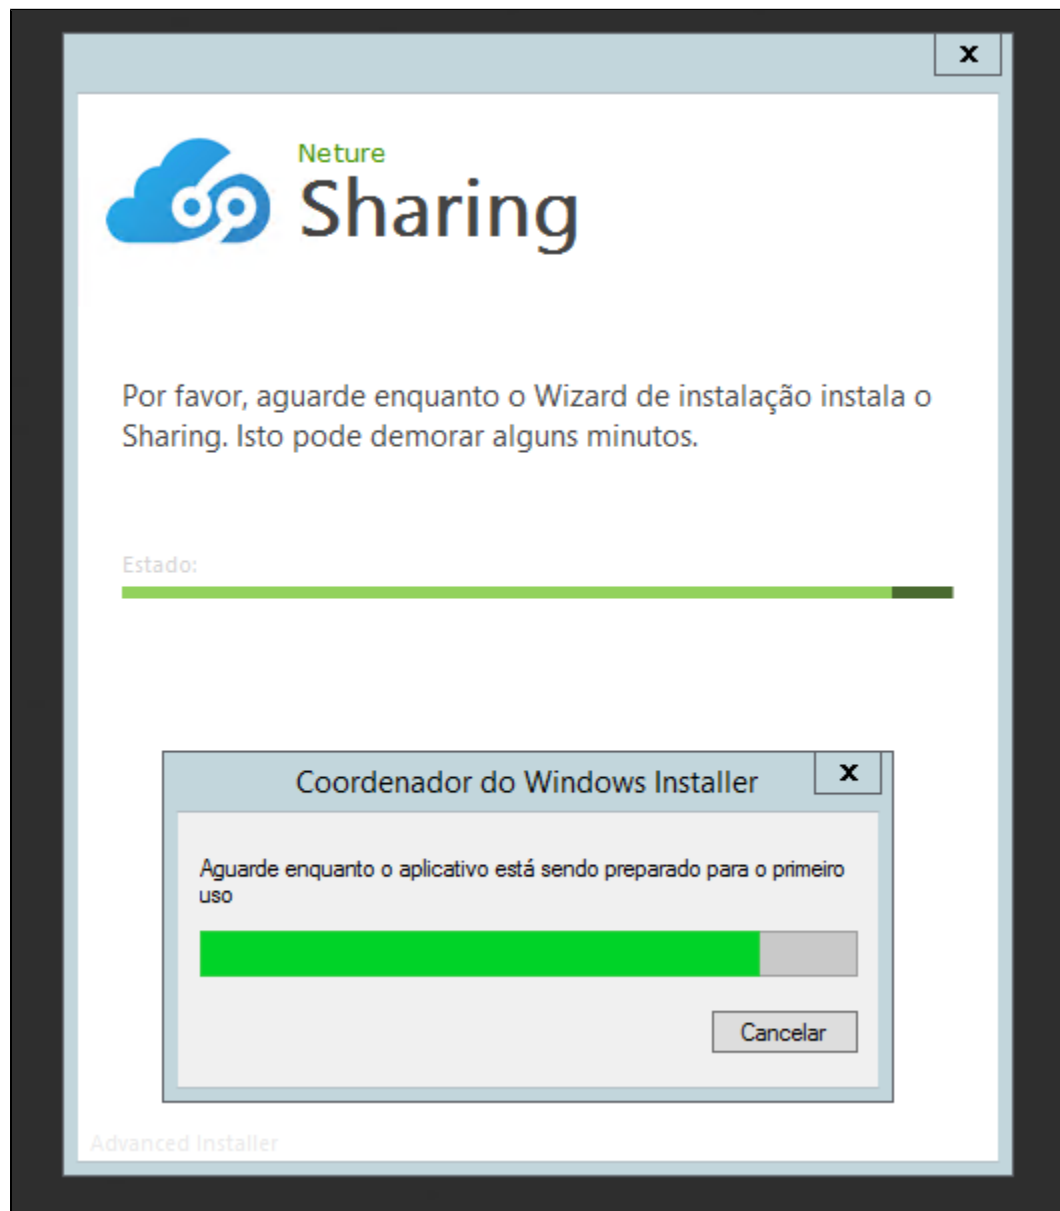 x
Neture
Sharing
Por favor, aguarde enquanto o Wizard de instalação instala o
Sharing. Isto pode demorar alguns minutos.
Estado:
Coordenador do Windows Installer
x
Aguarde enquanto o aplicativo está sendo preparado para o primeiro
uso
Cancelar
Advanced Installer